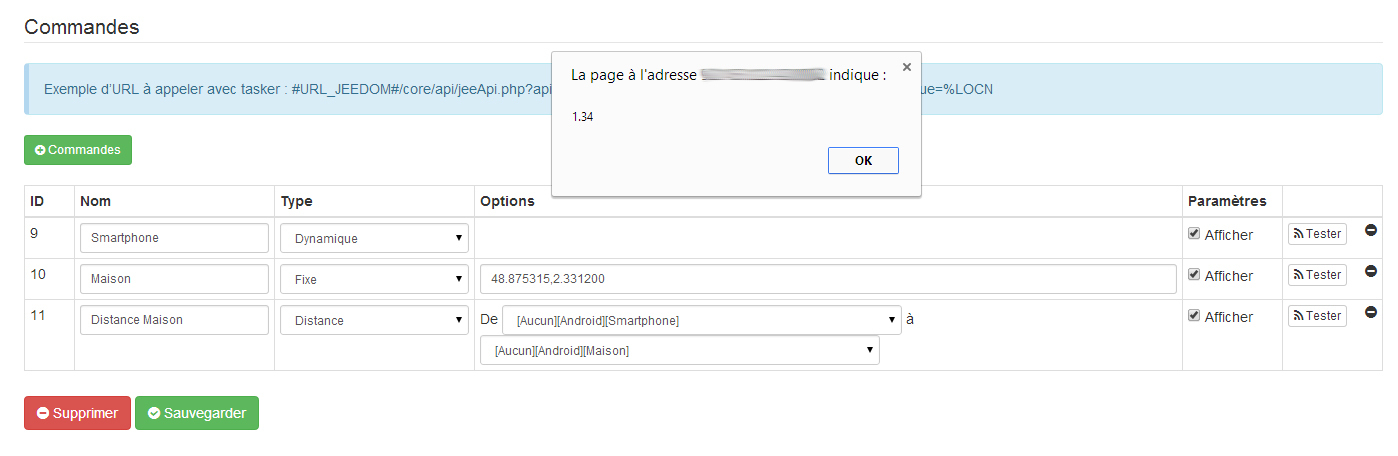 Commandes
La page à l'adresse indique :
Exemple d'URL à appeler avec tasker : #URL_JEEDOM#/core/api/jeeApi.php?api ue=%LOCN
1.34
OK
Commandes
ID Nom Type Options Paramètres
9 Smartphone Dynamique Afficher Tester
10 Maison Fixe 48.875315,2.331200 Afficher Tester
11 Distance Maison Distance De [Aucun][Android][Smartphone] à Afficher Tester
[Aucun][Android][Maison]
Supprimer Sauvegarder